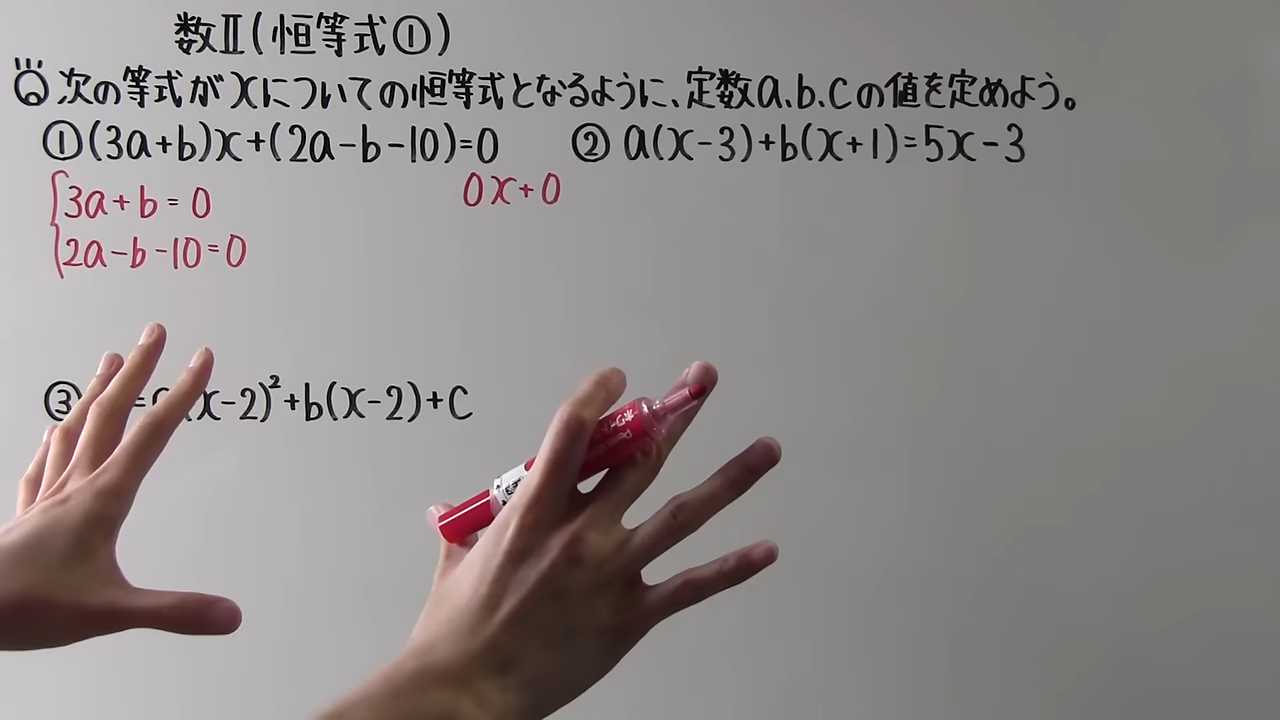 数Ⅱ(恒等式①)
Q 次の等式がxについての恒等式となるように、定数a、b、cの値を定めよう。
①(3a+b)x+(2a-b-10)=0 ② a(x-3)+b(x+1)=5x-3
0x+0
3a+b=0
2a-b-10=0
③ =a(x-2)²+b(x-2)+c